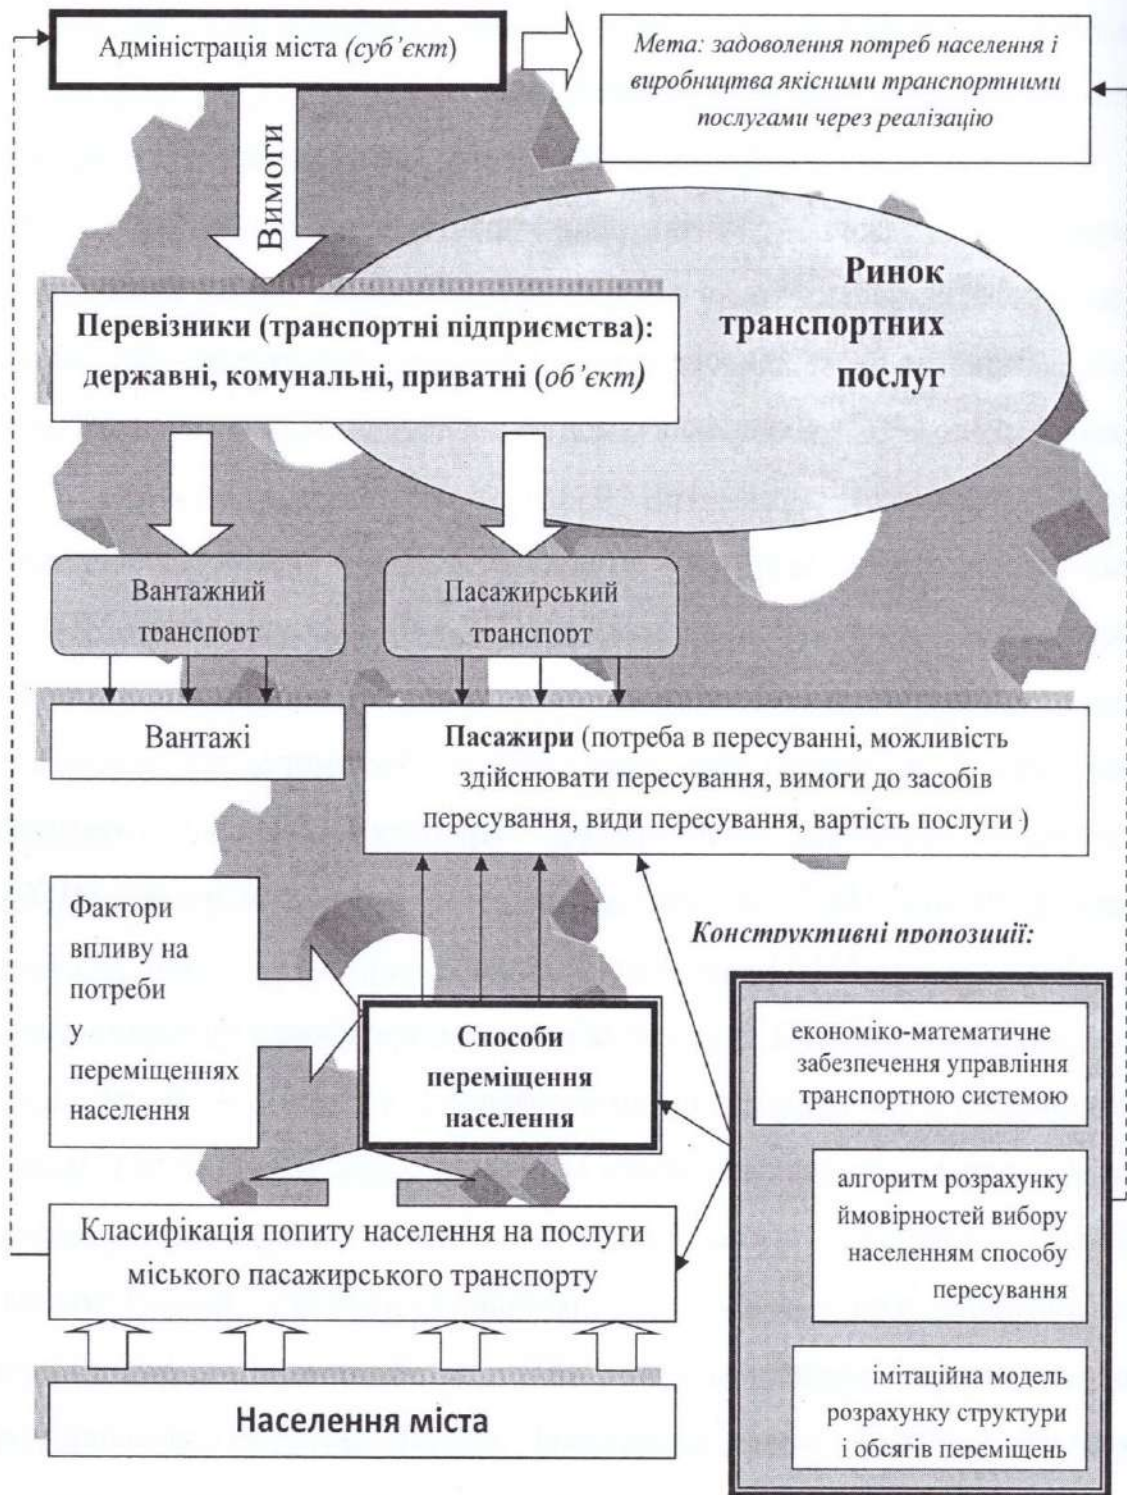 Адміністрація міста (суб’єкт)
Мета: задоволення потреб населення і
виробництва якісними транспортними
послугами через реалізацію
Вимоги
Ринок
транспортних
послуг
Перевізники (транспортні підприємства):
державні, комунальні, приватні (об’єкт)
Вантажний
транспорт
Пасажирський
транспорт
Вантажі
Пасажири (потреба в пересуванні, можливість
здійснювати пересування, вимоги до засобів
пересування, види пересування, вартість послуги )
Фактори
впливу на
потреби
у
переміщеннях
населення
Способи
переміщення
населення
Конструктивні пропозиції:
економіко-математичне
забезпечення управління
транспортною системою
алгоритм розрахунку
ймовірностей вибору
населенням способу
пересування
імітаційна модель
розрахунку структури
і обсягів переміщень
Класифікація попиту населення на послуги
міського пасажирського транспорту
Населення міста